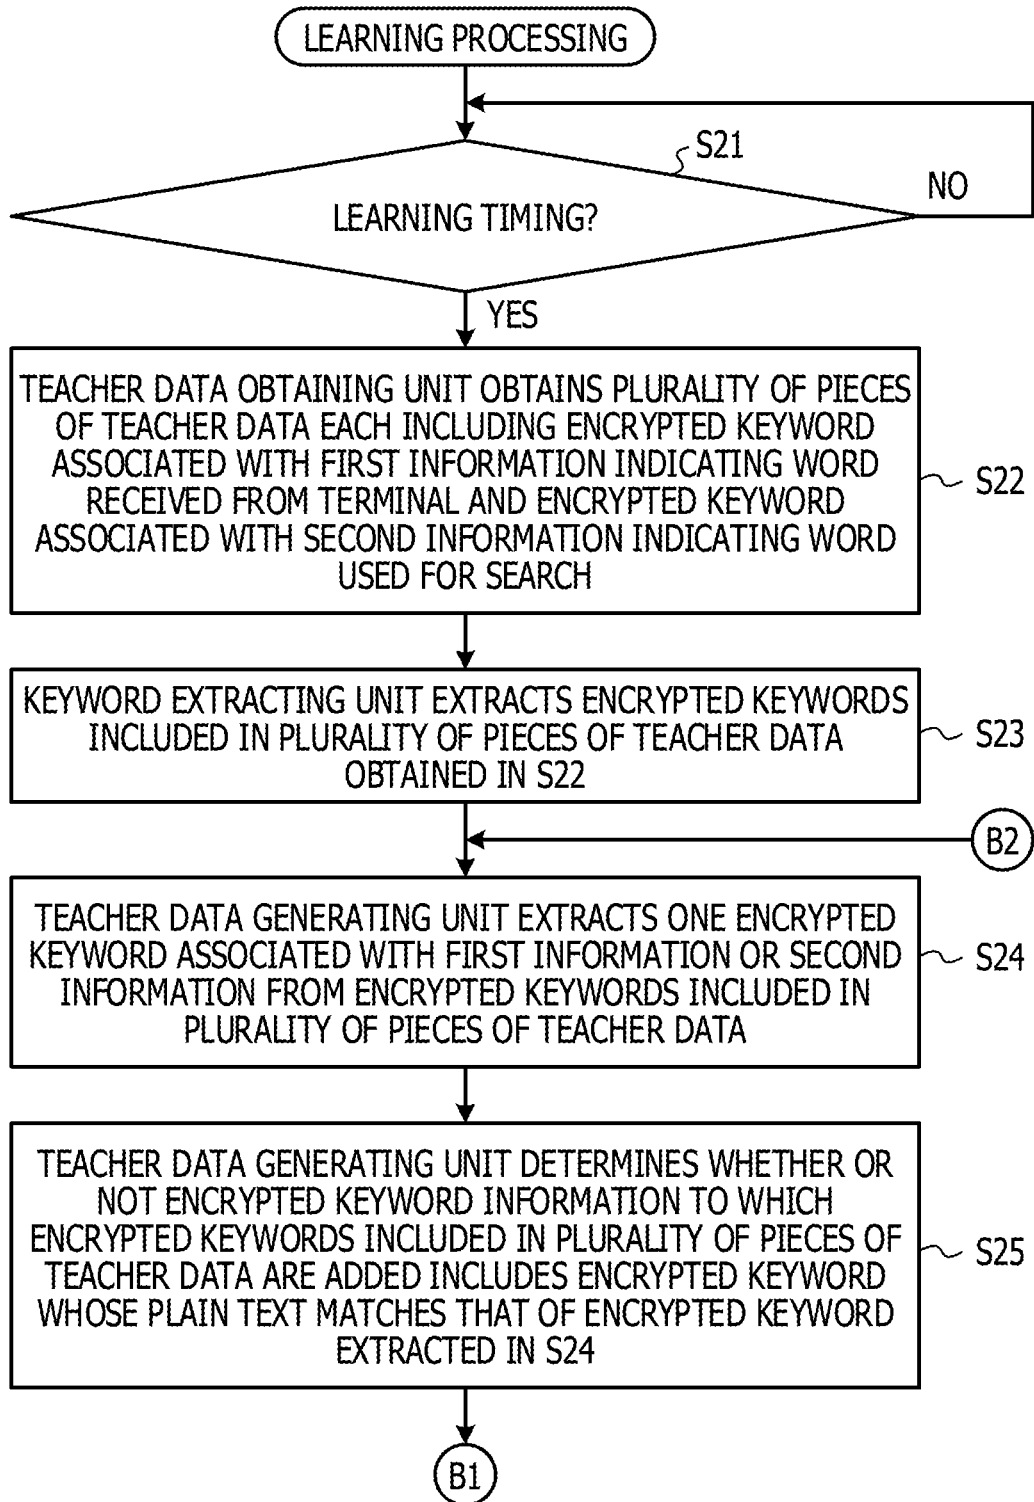 LEARNING PROCESSING
S21
NO
LEARNING TIMING?
YES
TEACHER DATA OBTAINING UNIT OBTAINS PLURALITY OF PIECES
OF TEACHER DATA EACH INCLUDING ENCRYPTED KEYWORD
ASSOCIATED WITH FIRST INFORMATION INDICATING WORD
RECEIVED FROM TERMINAL AND ENCRYPTED KEYWORD
ASSOCIATED WITH SECOND INFORMATION INDICATING WORD
USED FOR SEARCH
S22
KEYWORD EXTRACTING UNIT EXTRACTS ENCRYPTED KEYWORDS
INCLUDED IN PLURALITY OF PIECES OF TEACHER DATA
OBTAINED IN S22
S23
B2
TEACHER DATA GENERATING UNIT EXTRACTS ONE ENCRYPTED
KEYWORD ASSOCIATED WITH FIRST INFORMATION OR SECOND
INFORMATION FROM ENCRYPTED KEYWORDS INCLUDED IN
PLURALITY OF PIECES OF TEACHER DATA
S24
TEACHER DATA GENERATING UNIT DETERMINES WHETHER OR
NOT ENCRYPTED KEYWORD INFORMATION TO WHICH
ENCRYPTED KEYWORDS INCLUDED IN PLURALITY OF PIECES OF
TEACHER DATA ARE ADDED INCLUDES ENCRYPTED KEYWORD
WHOSE PLAIN TEXT MATCHES THAT OF ENCRYPTED KEYWORD
EXTRACTED IN S24
S25
B1